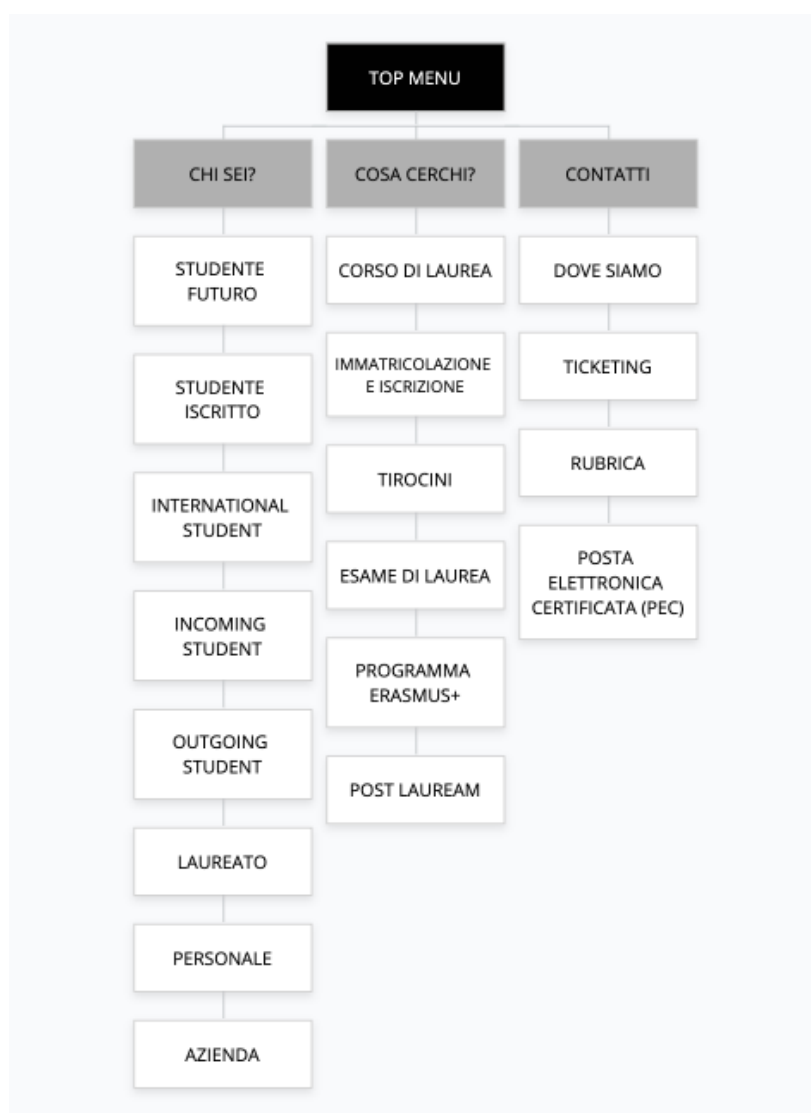 TOP MENU
CHI SEI?
STUDENTE
FUTURO
STUDENTE
ISCRITTO
INTERNATIONAL
STUDENT
INCOMING
STUDENT
OUTGOING
STUDENT
LAUREATO
PERSONALE
AZIENDA
COSA CERCHI?
CORSO DI LAUREA
IMMATRICOLAZIONE
E ISCRIZIONE
TIROCINI
ESAME DI LAUREA
PROGRAMMA
ERASMUS+
POST LAUREAM
CONTATTI
DOVE SIAMO
TICKETING
RUBRICA
POSTA
ELETTRONICA
CERTIFICATA (PEC)